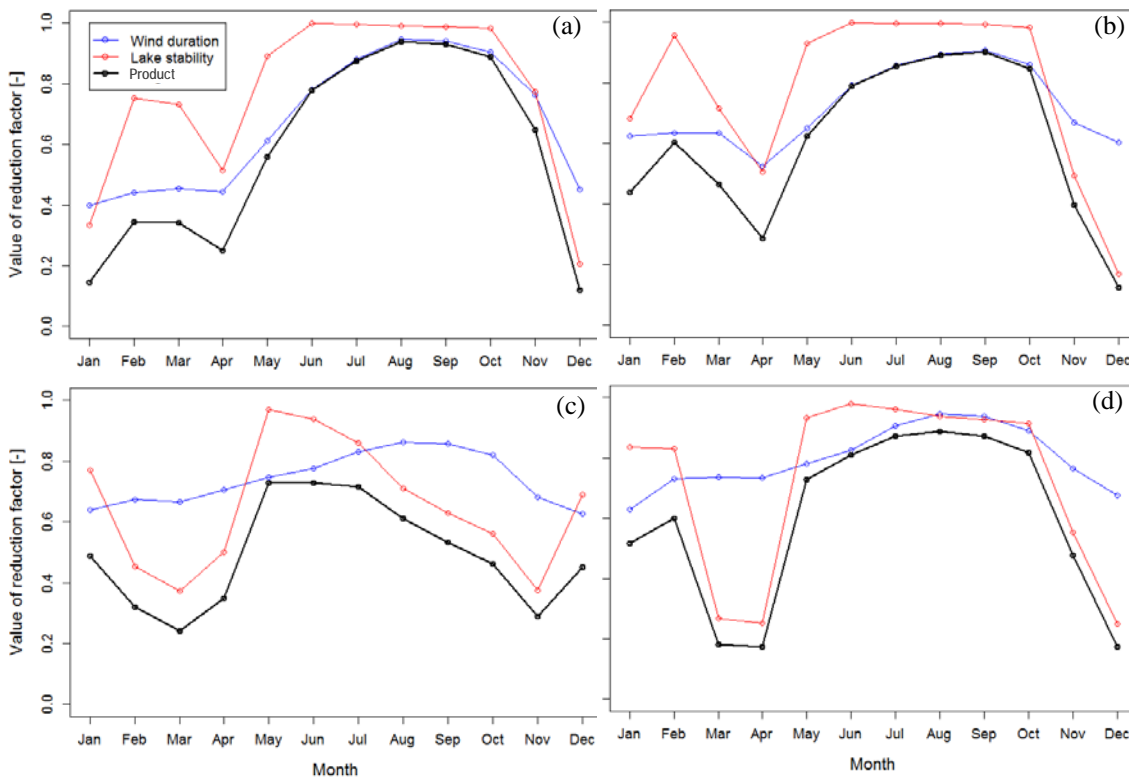 Value of reduction factor [-]
0.0 0.2 0.4 0.6 0.8 1.0
Wind duration
Lake stability
Product
(a)
Jan Feb Mar Apr May Jun Jul Aug Sep Oct Nov Dec
(b)
Jan Feb Mar Apr May Jun Jul Aug Sep Oct Nov Dec
Value of reduction factor [-]
0.0 0.2 0.4 0.6 0.8 1.0
(c)
Jan Feb Mar Apr May Jun Jul Aug Sep Oct Nov Dec
Month
(d)
Jan Feb Mar Apr May Jun Jul Aug Sep Oct Nov Dec
Month